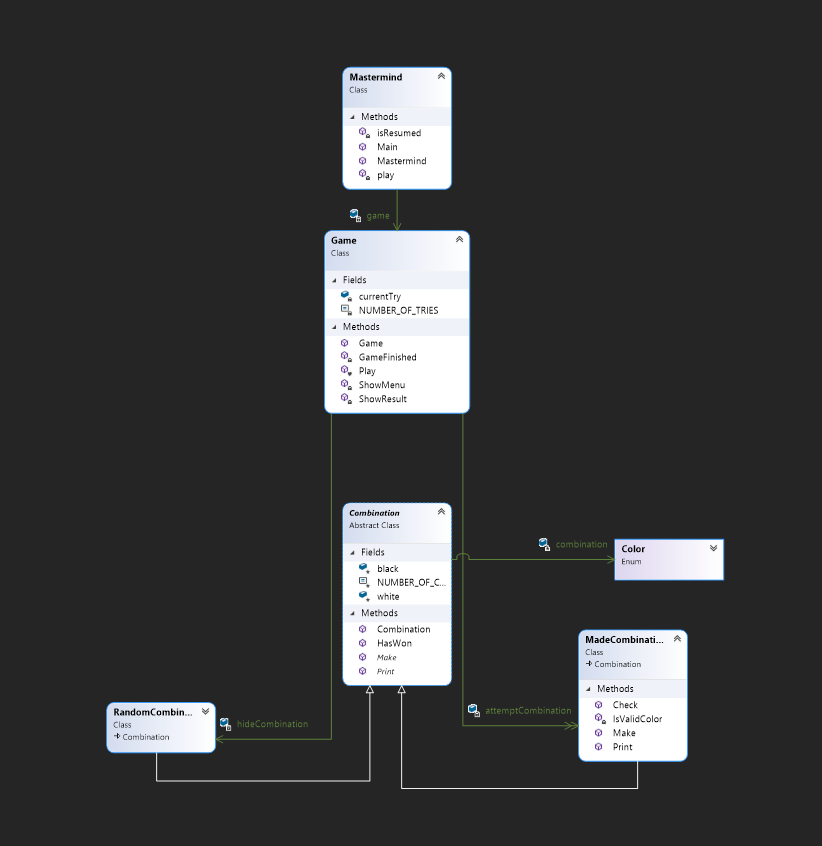 Mastermind
Class
Methods
isResumed
Main
Mastermind
play
game
Game
Class
Fields
currentTry
NUMBER_OF_TRIES
Methods
Game
GameFinished
Play
ShowMenu
ShowResult
Combination
Abstract Class
Fields
black
NUMBER_OF_C...
white
Methods
Combination
HasWon
Make
Print
combination
Color
Enum
MadeCombinati...
Class
Combination
Methods
Check
IsValidColor
Make
Print
attemptCombination
RandomCombin...
Class
Combination
hideCombination